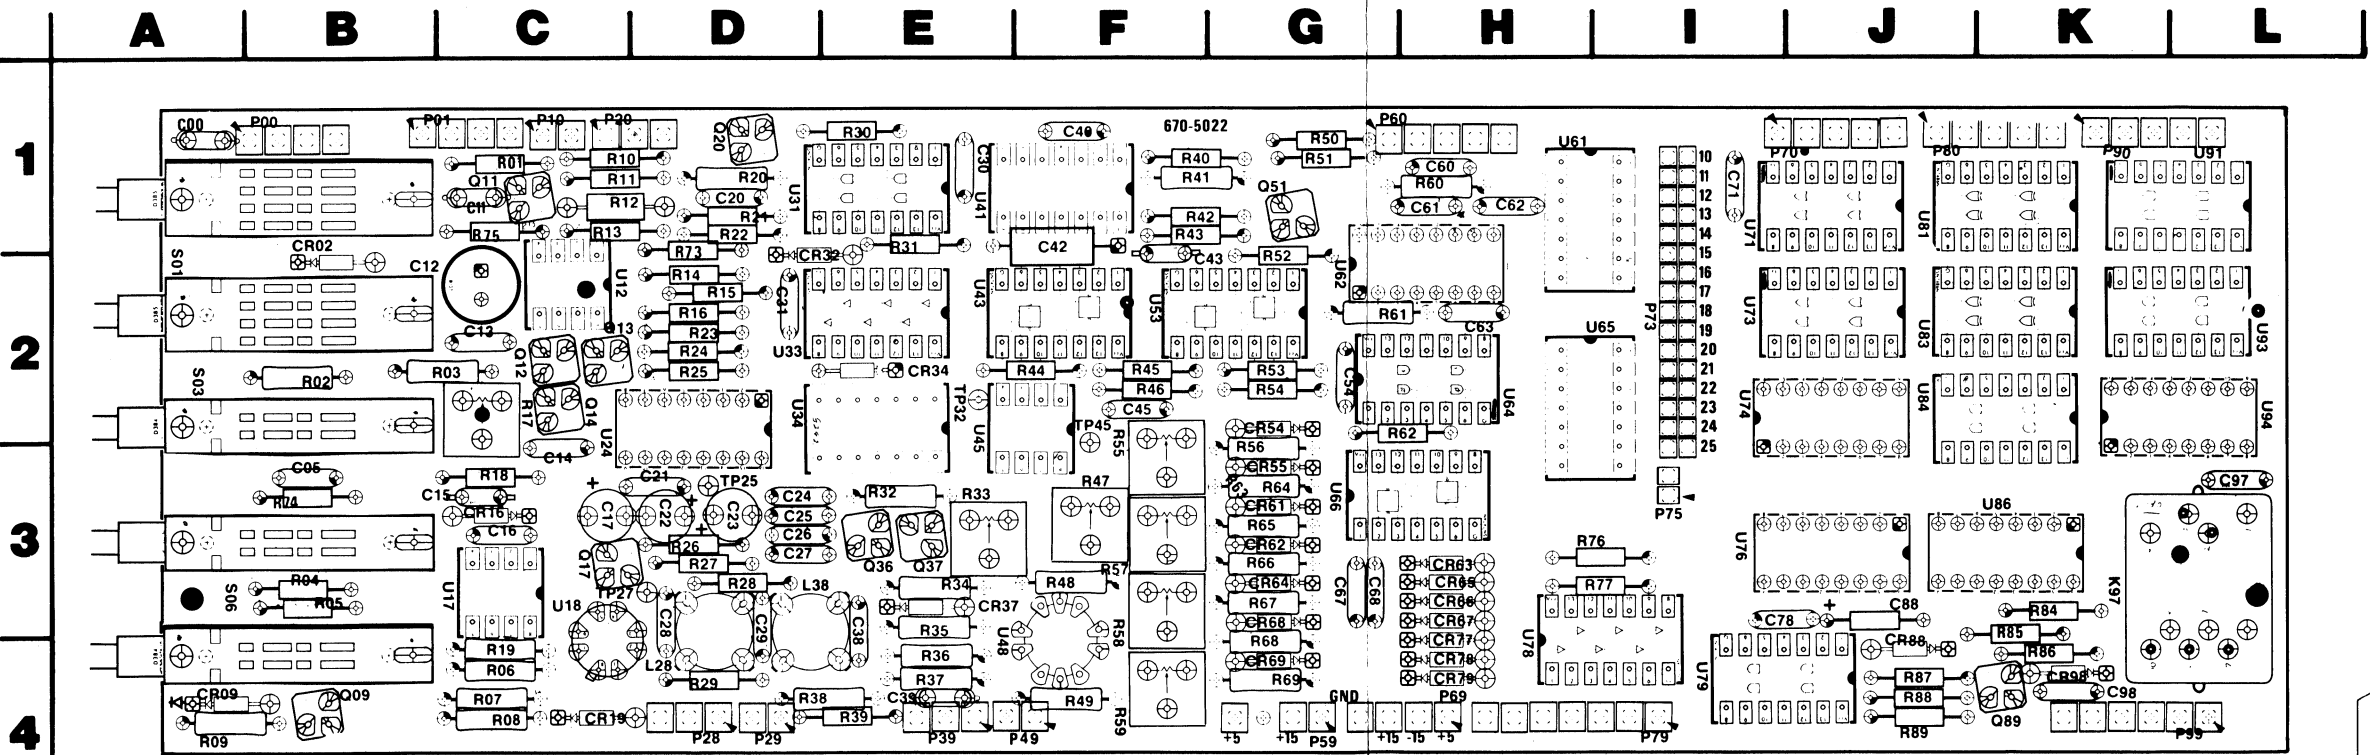 A B C D E F G H I J K L
1
2
3
4
C00 P00 P01 P10 P20 Q20 R30 C40 670-5022 R50 P60 U61 10
R01 R10 C30 R40 R51 P70 P80 P90 U91
Q11 R11 R20 U31 R41 Q51 C60 R60 11 C71
C11 R12 C20 U41 C61 C62 12
R21 R42 13
R75 R13 R22 R43 14 U71 U81
S01 CR02 R73 CR32 R31 C42 C43 R52 15
C12 U12 R14 C31 U43 U53 U62 16
R15 17
R16 R61 18 P73 U73 U83 U93
C13 Q13 R23 C63 U65 19
Q12 R24 U33 C54 20
S03 R02 R03 R25 CR34 R44 R45 R53 21
R46 R54 22
R17 Q14 U34 TP32 C45 U64 23 U74 U84 U94
U24 U45 TP45 R55 CR54 R62 24
C14 R56 25
C05 R18 C21 TP25 CR55 C97
R74 C15 C24 R32 R33 R47 R63 R64 U66
CR16 C17 C22 C23 C25 CR61 P75 U86
C16 C26 R65
R26 C27 CR62 R76 U76
Q17 R27 Q36 Q37 R57 R66 CR63
R04 R28 L38 R34 R48 CR64 C67 C68 CR65 R77
S06 R05 U17 U18 TP27 CR37 R67 CR66 C88 R84 K97
C28 C29 C38 R35 U48 R58 CR68 CR67 C78
R19 R36 R68 CR77 U78 CR88 R85
R06 L28 CR69 CR78 R86
R29 R37 R69 CR79 U79 R87 CR98
CR09 Q09 R07 R38 C39 R49 GND P69 R88 C98
R09 R08 CR19 R39 R59 Q89
P28 P29 P39 P49 +5 +15 P59 +15 -15 +5 P79 R89 P99